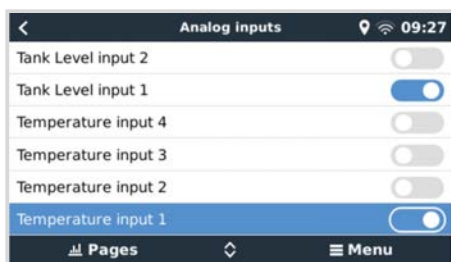 Analog inputs 09:27
Tank Level input 2
Tank Level input 1
Temperature input 4
Temperature input 3
Temperature input 2
Temperature input 1
Pages Menu